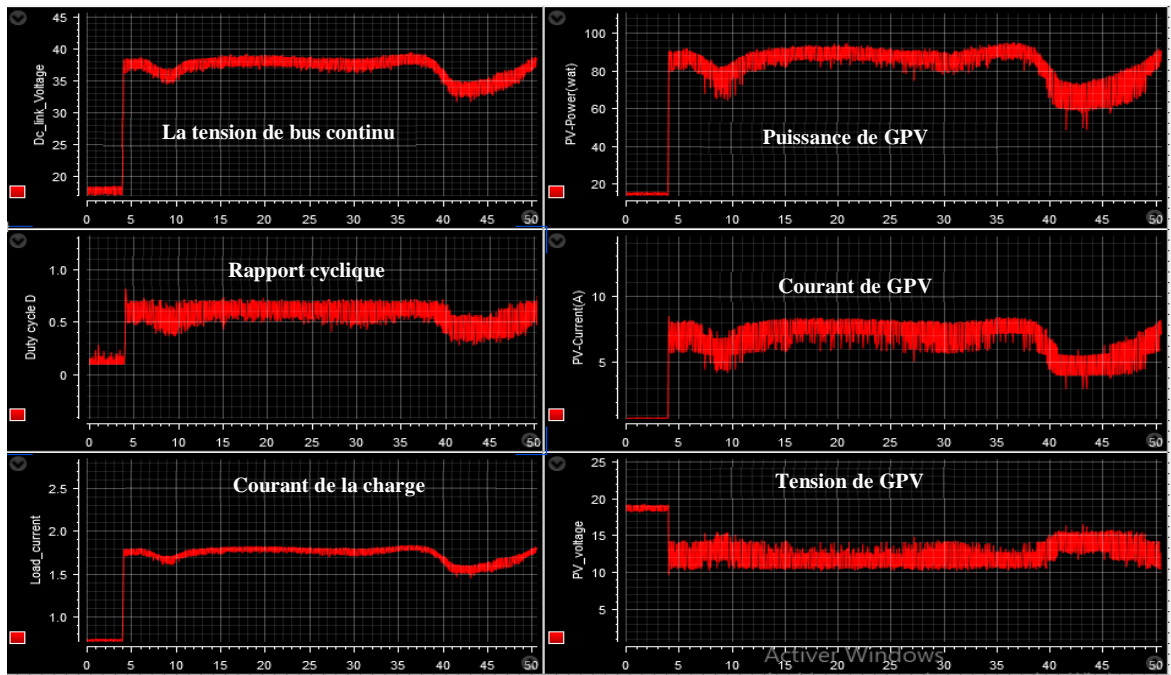 45
40
35
30
25
20
Dc_link_Voltage
La tension de bus continu
0 5 10 15 20 25 30 35 40 45 50
100
80
60
40
20
PV-Power(wat)
Puissance de GPV
0 5 10 15 20 25 30 35 40 45 50
1.0
0.5
0
Duty cycle D
Rapport cyclique
0 5 10 15 20 25 30 35 40 45 50
10
5
PV-Current(A)
Courant de GPV
0 5 10 15 20 25 30 35 40 45 50
2.5
2.0
1.5
1.0
Load_current
Courant de la charge
0 5 10 15 20 25 30 35 40 45 50
25
20
15
10
5
PV_voltage
Tension de GPV
0 5 10 15 20 25 30 35 40 45 50
Activer Windows